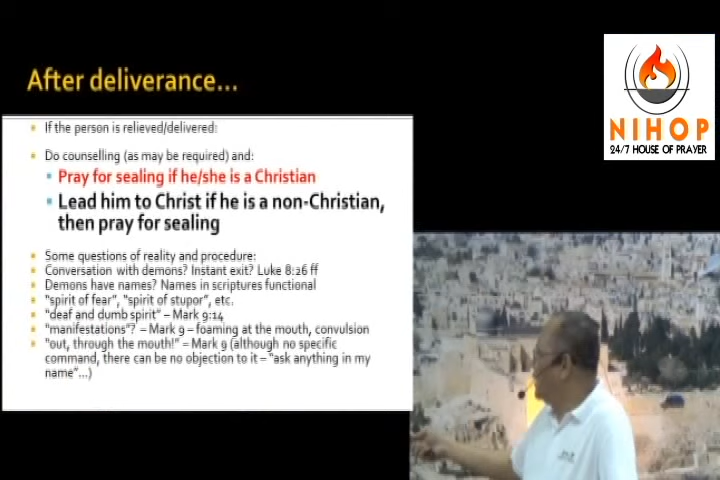 After deliverance...
If the person is relieved/delivered:
Do counselling (as may be required) and:
Pray for sealing if he/she is a Christian
Lead him to Christ if he is a non-Christian,
then pray for sealing
Some questions of reality and procedure:
Conversation with demons? Instant exit? Luke 8:26 ff
Demons have names? Names in scriptures functional
"spirit of fear", "spirit of stupor", etc.
"deaf and dumb spirit" – Mark 9:14
"manifestations"? = Mark 9 – foaming at the mouth, convulsion
"out, through the mouth!" = Mark 9 (although no specific
command, there can be no objection to it = "ask anything in my
name"...)
NIHOP
24/7 HOUSE OF PRAYER